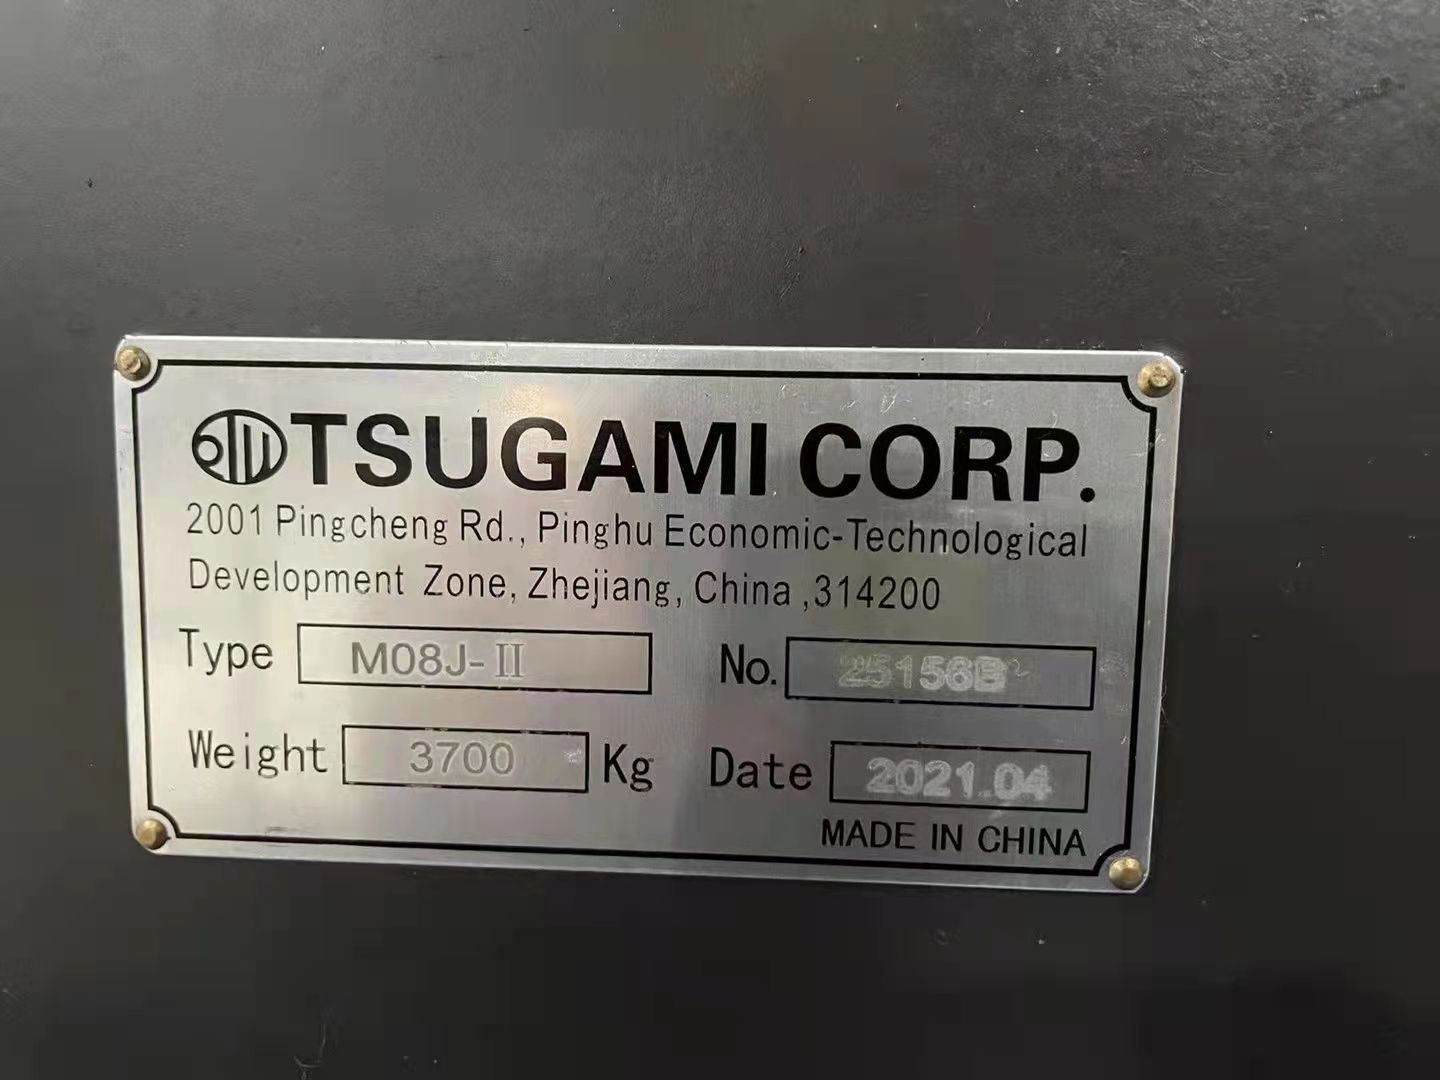 TSUGAMI CORP.
2001 Pingcheng Rd., Pinghu Economic-Technological
Development Zone, Zhejiang, China ,314200
Type M08J-II No.
Weight 3700 Kg Date 2021.04
MADE IN CHINA